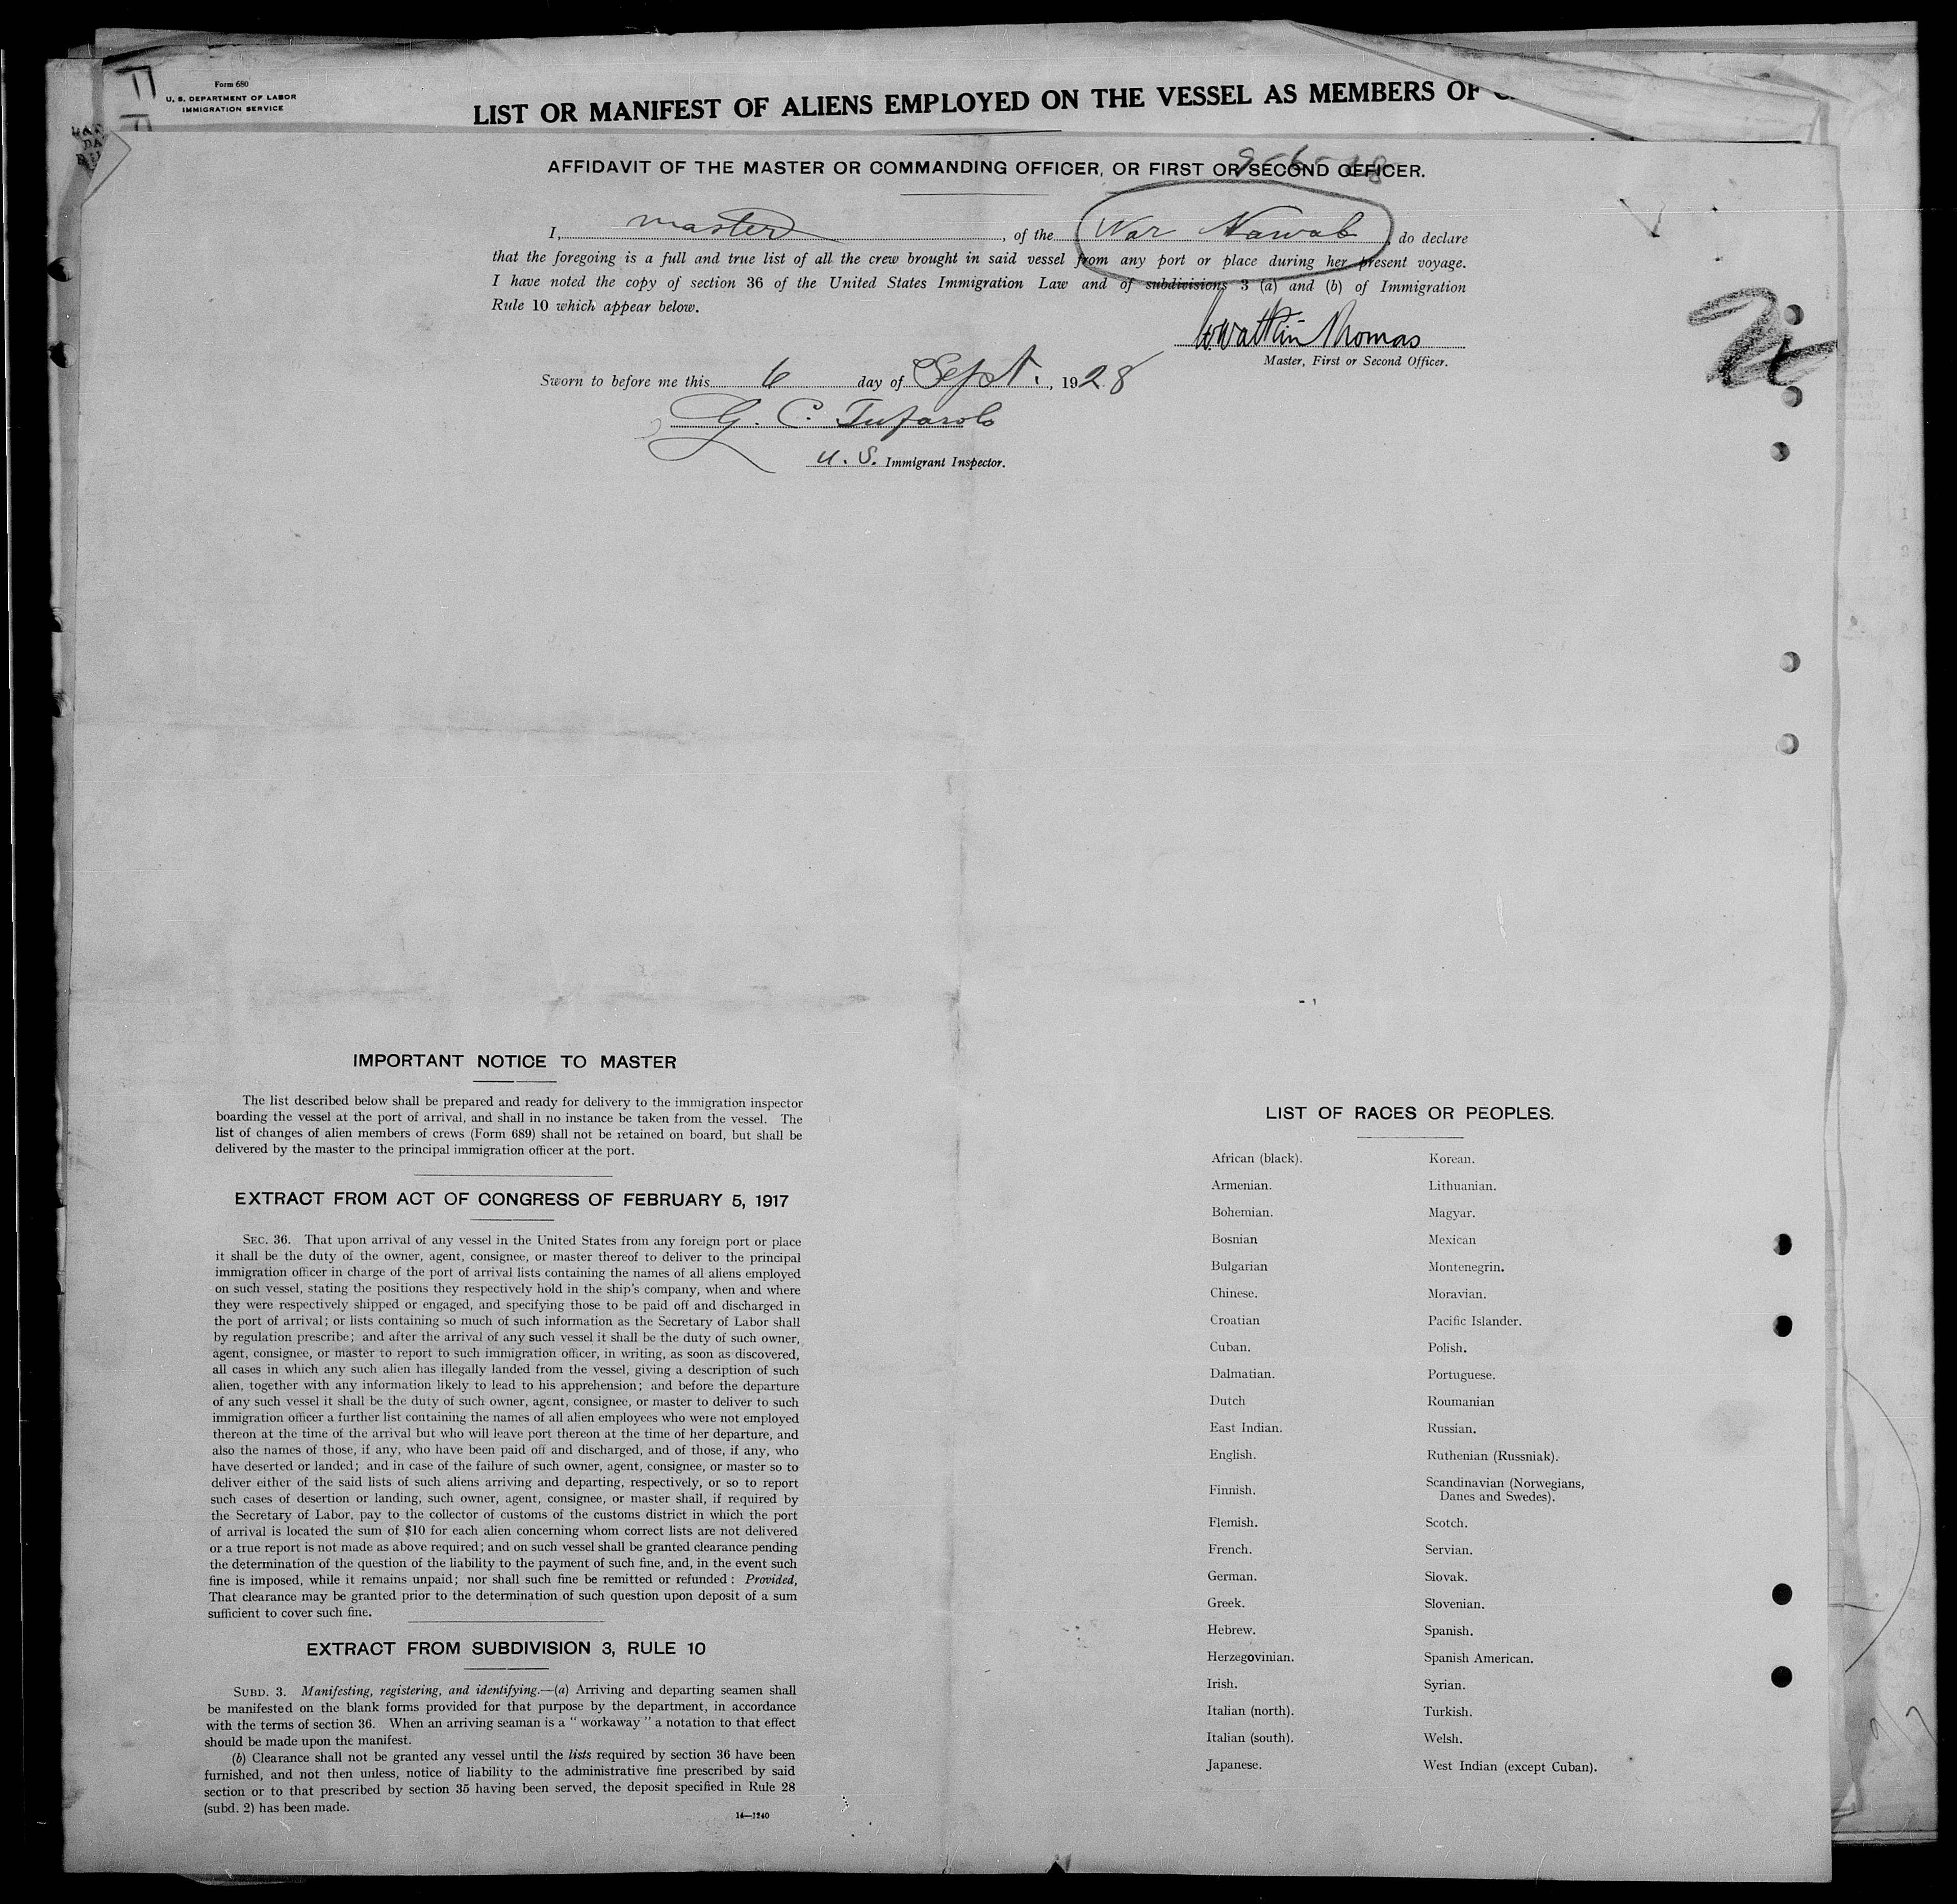 Form 680
U. S. DEPARTMENT OF LABOR
IMMIGRATION SERVICE
LIST OR MANIFEST OF ALIENS EMPLOYED ON THE VESSEL AS MEMBERS OF
9-6-28
AFFIDAVIT OF THE MASTER OR COMMANDING OFFICER, OR FIRST OR SECOND OFFICER.
I, master, of the War Nawab, do declare
that the foregoing is a full and true list of all the crew brought in said vessel from any port or place during her present voyage.
I have noted the copy of section 36 of the United States Immigration Law and of subdivisions 3 (a) and (b) of Immigration
Rule 10 which appear below.
W. Watkin Thomas
Master, First or Second Officer.
Sworn to before me this 6 day of Sept., 1928
G. C. Tufarolo
U. S. Immigrant Inspector.
IMPORTANT NOTICE TO MASTER
The list described below shall be prepared and ready for delivery to the immigration inspector
boarding the vessel at the port of arrival, and shall in no instance be taken from the vessel. The
list of changes of alien members of crews (Form 689) shall not be retained on board, but shall be
delivered by the master to the principal immigration officer at the port.
EXTRACT FROM ACT OF CONGRESS OF FEBRUARY 5, 1917
SEC. 36. That upon arrival of any vessel in the United States from any foreign port or place
it shall be the duty of the owner, agent, consignee, or master thereof to deliver to the principal
immigration officer in charge of the port of arrival lists containing the names of all aliens employed
on such vessel, stating the positions they respectively hold in the ship's company, when and where
they were respectively shipped or engaged, and specifying those to be paid off and discharged in
the port of arrival; or lists containing so much of such information as the Secretary of Labor shall
by regulation prescribe; and after the arrival of any such vessel it shall be the duty of such owner,
agent, consignee, or master to report to such immigration officer, in writing, as soon as discovered,
all cases in which any such alien has illegally landed from the vessel, giving a description of such
alien, together with any information likely to lead to his apprehension; and before the departure
of any such vessel it shall be the duty of such owner, agent, consignee, or master to deliver to such
immigration officer a further list containing the names of all alien employees who were not employed
thereon at the time of the arrival but who will leave port thereon at the time of her departure, and
also the names of those, if any, who have been paid off and discharged, and of those, if any, who
have deserted or landed; and in case of the failure of such owner, agent, consignee, or master so to
deliver either of the said lists of such aliens arriving and departing, respectively, or so to report
such cases of desertion or landing, such owner, agent, consignee, or master shall, if required by
the Secretary of Labor, pay to the collector of customs of the customs district in which the port
of arrival is located the sum of $10 for each alien concerning whom correct lists are not delivered
or a true report is not made as above required; and on such vessel shall be granted clearance pending
the determination of the question of the liability to the payment of such fine, and, in the event such
fine is imposed, while it remains unpaid; nor shall such fine be remitted or refunded: Provided,
That clearance may be granted prior to the determination of such question upon deposit of a sum
sufficient to cover such fine.
EXTRACT FROM SUBDIVISION 3, RULE 10
SUBD. 3. Manifesting, registering, and identifying.—(a) Arriving and departing seamen shall
be manifested on the blank forms provided for that purpose by the department, in accordance
with the terms of section 36. When an arriving seaman is a "workaway" a notation to that effect
should be made upon the manifest.
(b) Clearance shall not be granted any vessel until the lists required by section 36 have been
furnished, and not then unless, notice of liability to the administrative fine prescribed by said
section or to that prescribed by section 35 having been served, the deposit specified in Rule 28
(subd. 2) has been made.
14—1240
LIST OF RACES OR PEOPLES.
African (black). Korean.
Armenian. Lithuanian.
Bohemian. Magyar.
Bosnian Mexican
Bulgarian Montenegrin.
Chinese. Moravian.
Croatian Pacific Islander.
Cuban. Polish.
Dalmatian. Portuguese.
Dutch Roumanian
East Indian. Russian.
English. Ruthenian (Russniak).
Finnish. Scandinavian (Norwegians,
Danes and Swedes).
Flemish. Scotch.
French. Servian.
German. Slovak.
Greek. Slovenian.
Hebrew. Spanish.
Herzegovinian. Spanish American.
Irish. Syrian.
Italian (north). Turkish.
Italian (south). Welsh.
Japanese. West Indian (except Cuban).